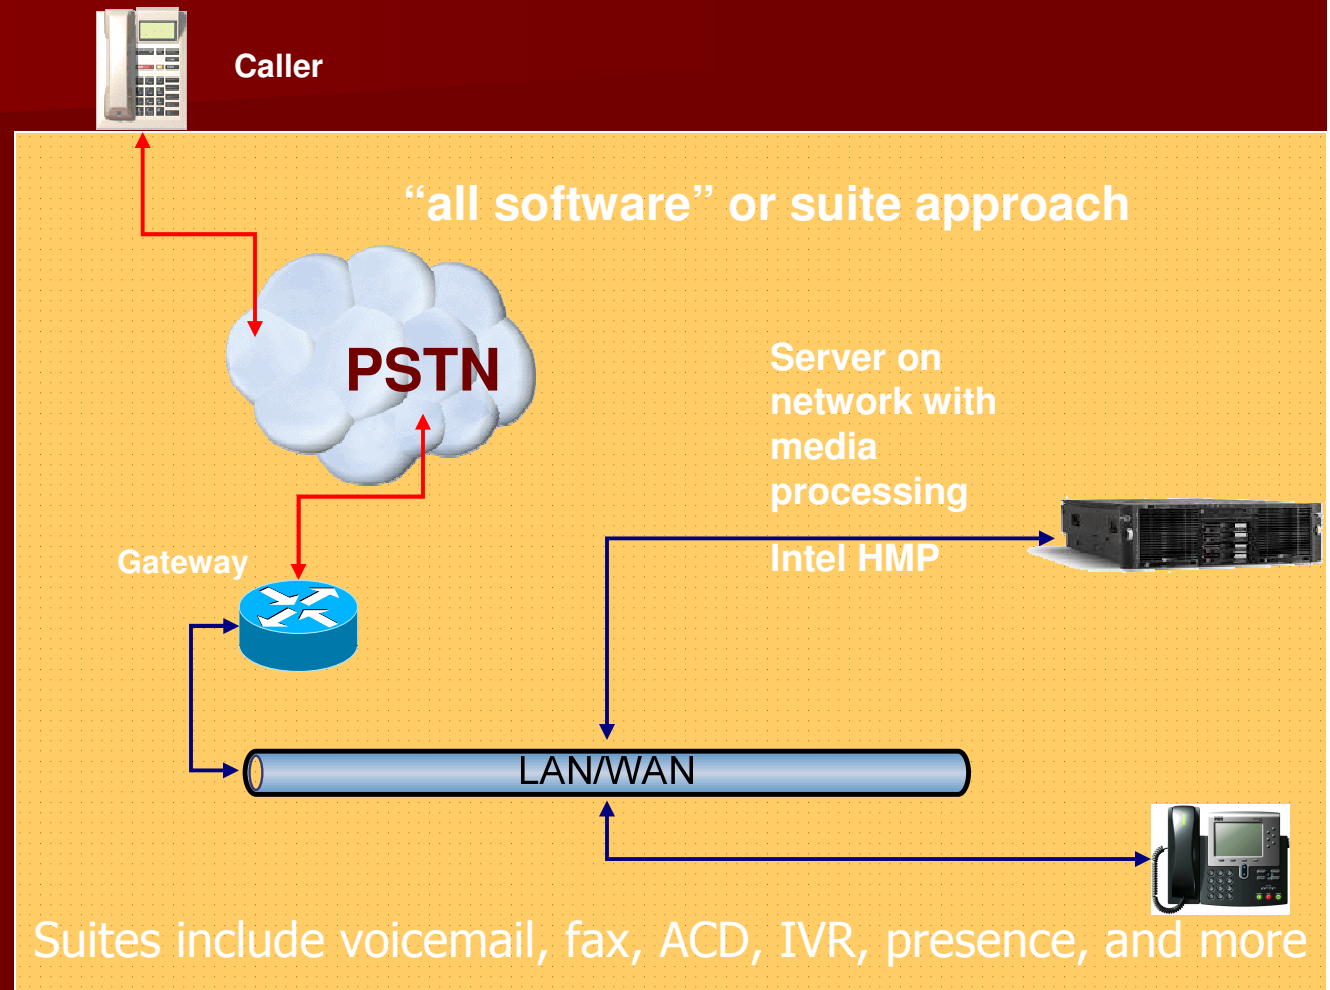 Caller
“all software” or suite approach
PSTN
Server on
network with
media
processing
Intel HMP
Gateway
LAN/WAN
Suites include voicemail, fax, ACD, IVR, presence, and more